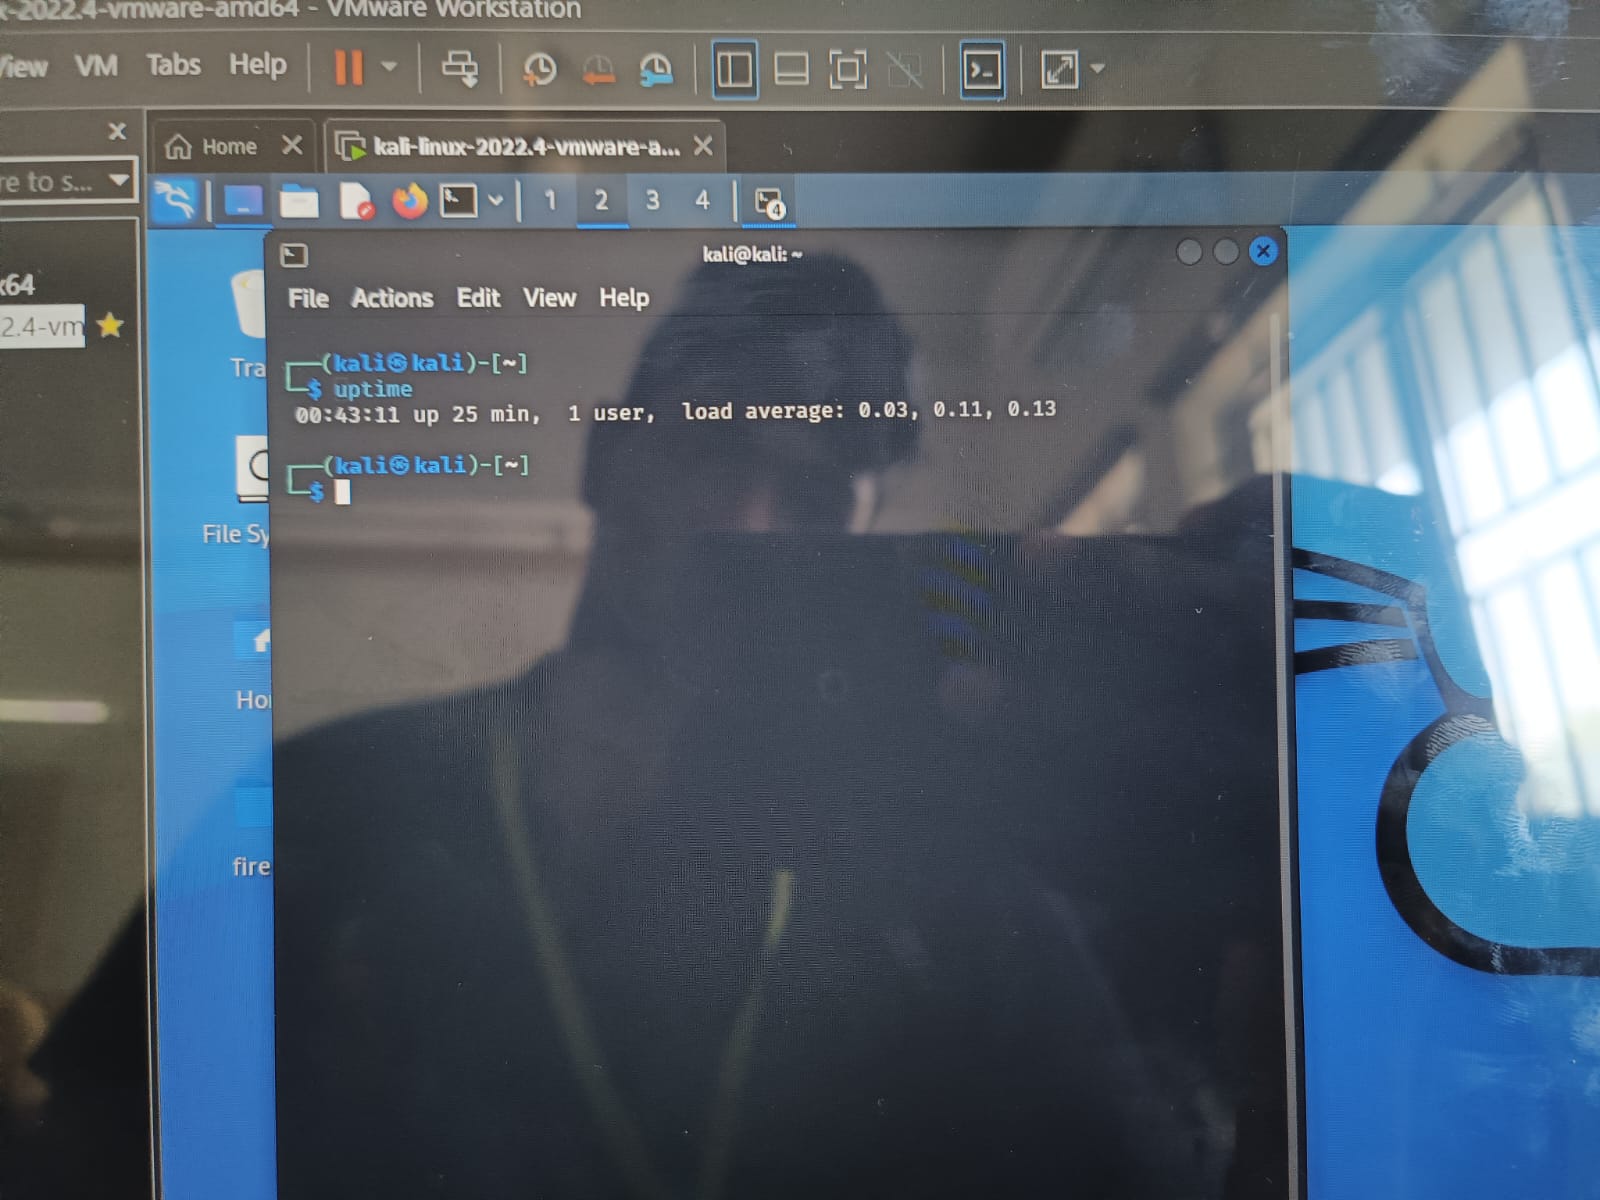 -2022.4-vmware-amd64 - VMware Workstation
View VM Tabs Help
Home kali-linux-2022.4-vmware-a...
re to s...
1 2 3 4
4
kali@kali: ~
x64
File Actions Edit View Help
2.4-vm
(kali㉿kali)-[~]
Tra
$ uptime
00:43:11 up 25 min, 1 user, load average: 0.03, 0.11, 0.13
(kali㉿kali)-[~]
$
File Sy
Ho
fire